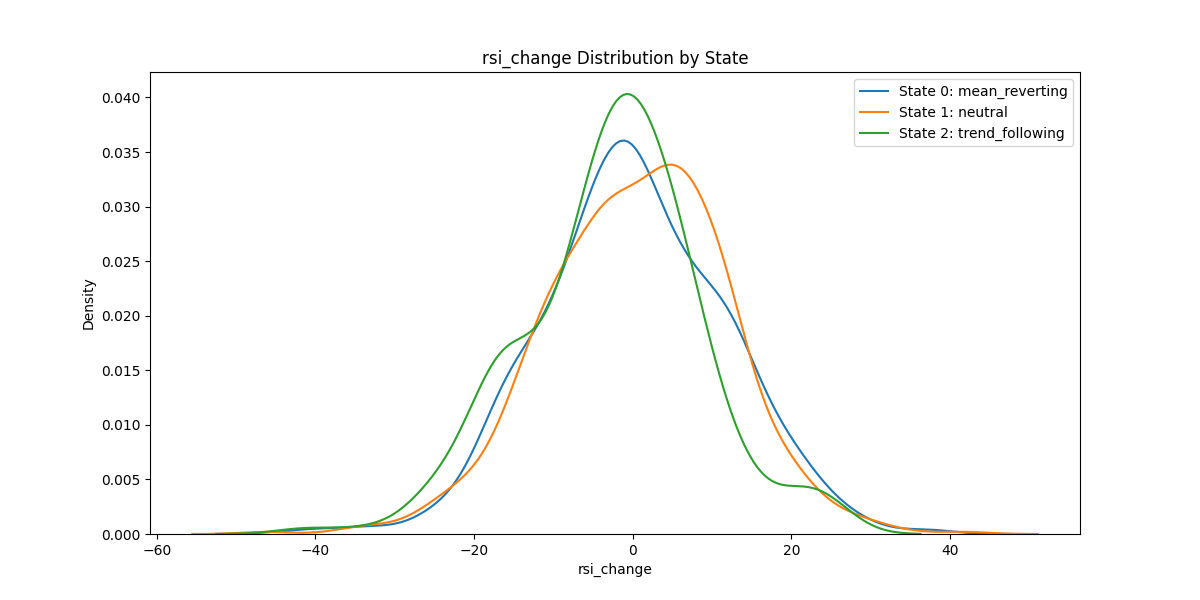 rsi_change Distribution by State
State 0: mean_reverting
State 1: neutral
State 2: trend_following
Density
0.040
0.035
0.030
0.025
0.020
0.015
0.010
0.005
0.000
−60
−40
−20
0
20
40
rsi_change